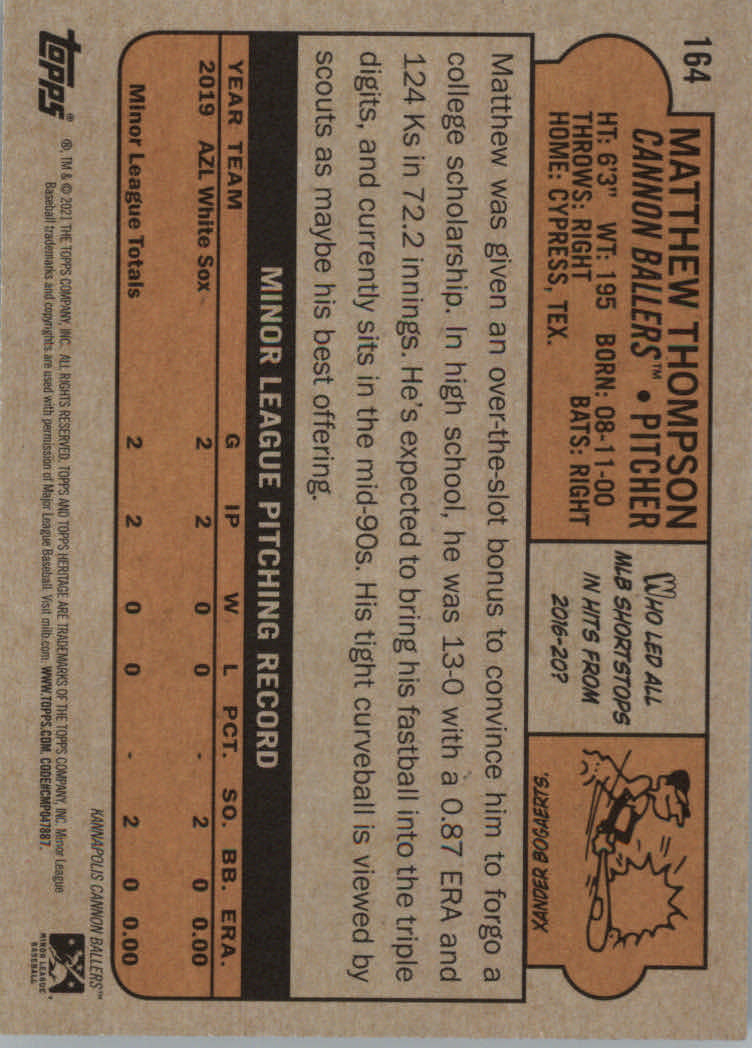 164
MATTHEW THOMPSON
CANNON BALLERS™ • PITCHER
HT: 6'3" WT: 195 BORN: 08-11-00
THROWS: RIGHT BATS: RIGHT
HOME: CYPRESS, TEX.
WHO LED ALL
MLB SHORTSTOPS
IN HITS FROM
2016-20?
XANDER BOGAERTS.
Matthew was given an over-the-slot bonus to convince him to forgo a
college scholarship. In high school, he was 13-0 with a 0.87 ERA and
124 Ks in 72.2 innings. He's expected to bring his fastball into the triple
digits, and currently sits in the mid-90s. His tight curveball is viewed by
scouts as maybe his best offering.
MINOR LEAGUE PITCHING RECORD
YEAR TEAM G IP W L PCT. SO. BB. ERA.
2019 AZL White Sox 2 2 0 0 - 2 0 0.00
Minor League Totals 2 2 0 0 - 2 0 0.00
KANNAPOLIS CANNON BALLERS™
topps®
®, TM & © 2021 THE TOPPS COMPANY, INC. ALL RIGHTS RESERVED. TOPPS AND TOPPS HERITAGE ARE TRADEMARKS OF THE TOPPS COMPANY, INC. Minor League
Baseball trademarks and copyrights are used with permission of Major League Baseball. Visit milb.com. WWW.TOPPS.COM. CODE#CMP047887.
MINOR LEAGUE
BASEBALL